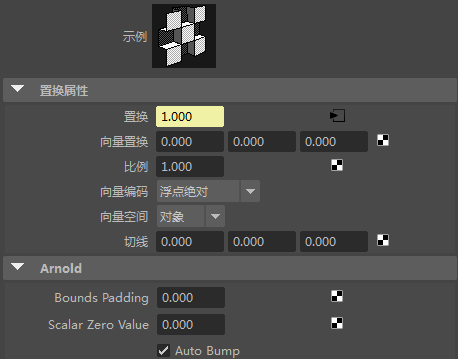 示例
置换属性
置换 1.000
向量置换 0.000 0.000 0.000
比例 1.000
向量编码 浮点绝对
向量空间 对象
切线 0.000 0.000 0.000
Arnold
Bounds Padding 0.000
Scalar Zero Value 0.000
Auto Bump